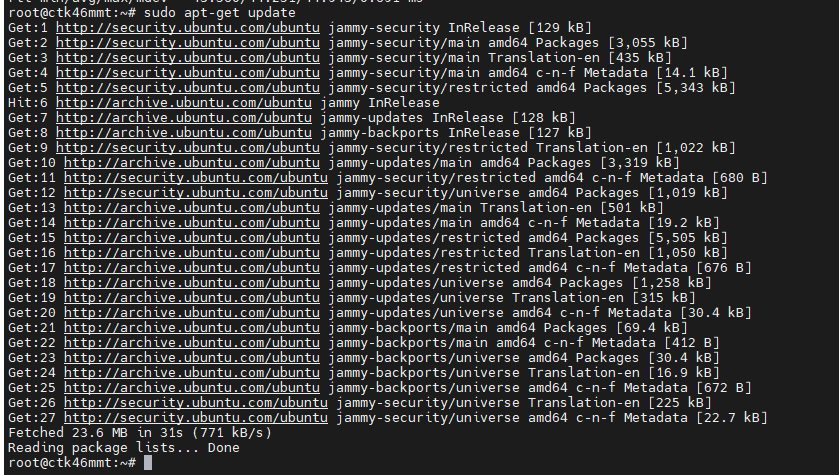 root@ctk46mmt:~# sudo apt-get update
Get:1 http://security.ubuntu.com/ubuntu jammy-security InRelease [129 kB]
Get:2 http://security.ubuntu.com/ubuntu jammy-security/main amd64 Packages [3,055 kB]
Get:3 http://security.ubuntu.com/ubuntu jammy-security/main Translation-en [435 kB]
Get:4 http://security.ubuntu.com/ubuntu jammy-security/main amd64 c-n-f Metadata [14.1 kB]
Get:5 http://security.ubuntu.com/ubuntu jammy-security/restricted amd64 Packages [5,343 kB]
Hit:6 http://archive.ubuntu.com/ubuntu jammy InRelease
Get:7 http://archive.ubuntu.com/ubuntu jammy-updates InRelease [128 kB]
Get:8 http://archive.ubuntu.com/ubuntu jammy-backports InRelease [127 kB]
Get:9 http://security.ubuntu.com/ubuntu jammy-security/restricted Translation-en [1,022 kB]
Get:10 http://archive.ubuntu.com/ubuntu jammy-updates/main amd64 Packages [3,319 kB]
Get:11 http://security.ubuntu.com/ubuntu jammy-security/restricted amd64 c-n-f Metadata [680 B]
Get:12 http://security.ubuntu.com/ubuntu jammy-security/universe amd64 Packages [1,019 kB]
Get:13 http://archive.ubuntu.com/ubuntu jammy-updates/main Translation-en [501 kB]
Get:14 http://archive.ubuntu.com/ubuntu jammy-updates/main amd64 c-n-f Metadata [19.2 kB]
Get:15 http://archive.ubuntu.com/ubuntu jammy-updates/restricted amd64 Packages [5,505 kB]
Get:16 http://archive.ubuntu.com/ubuntu jammy-updates/restricted Translation-en [1,050 kB]
Get:17 http://archive.ubuntu.com/ubuntu jammy-updates/restricted amd64 c-n-f Metadata [676 B]
Get:18 http://archive.ubuntu.com/ubuntu jammy-updates/universe amd64 Packages [1,258 kB]
Get:19 http://archive.ubuntu.com/ubuntu jammy-updates/universe Translation-en [315 kB]
Get:20 http://archive.ubuntu.com/ubuntu jammy-updates/universe amd64 c-n-f Metadata [30.4 kB]
Get:21 http://archive.ubuntu.com/ubuntu jammy-backports/main amd64 Packages [69.4 kB]
Get:22 http://archive.ubuntu.com/ubuntu jammy-backports/main amd64 c-n-f Metadata [412 B]
Get:23 http://archive.ubuntu.com/ubuntu jammy-backports/universe amd64 Packages [30.4 kB]
Get:24 http://archive.ubuntu.com/ubuntu jammy-backports/universe Translation-en [16.9 kB]
Get:25 http://archive.ubuntu.com/ubuntu jammy-backports/universe amd64 c-n-f Metadata [672 B]
Get:26 http://security.ubuntu.com/ubuntu jammy-security/universe Translation-en [225 kB]
Get:27 http://security.ubuntu.com/ubuntu jammy-security/universe amd64 c-n-f Metadata [22.7 kB]
Fetched 23.6 MB in 31s (771 kB/s)
Reading package lists... Done
root@ctk46mmt:~#